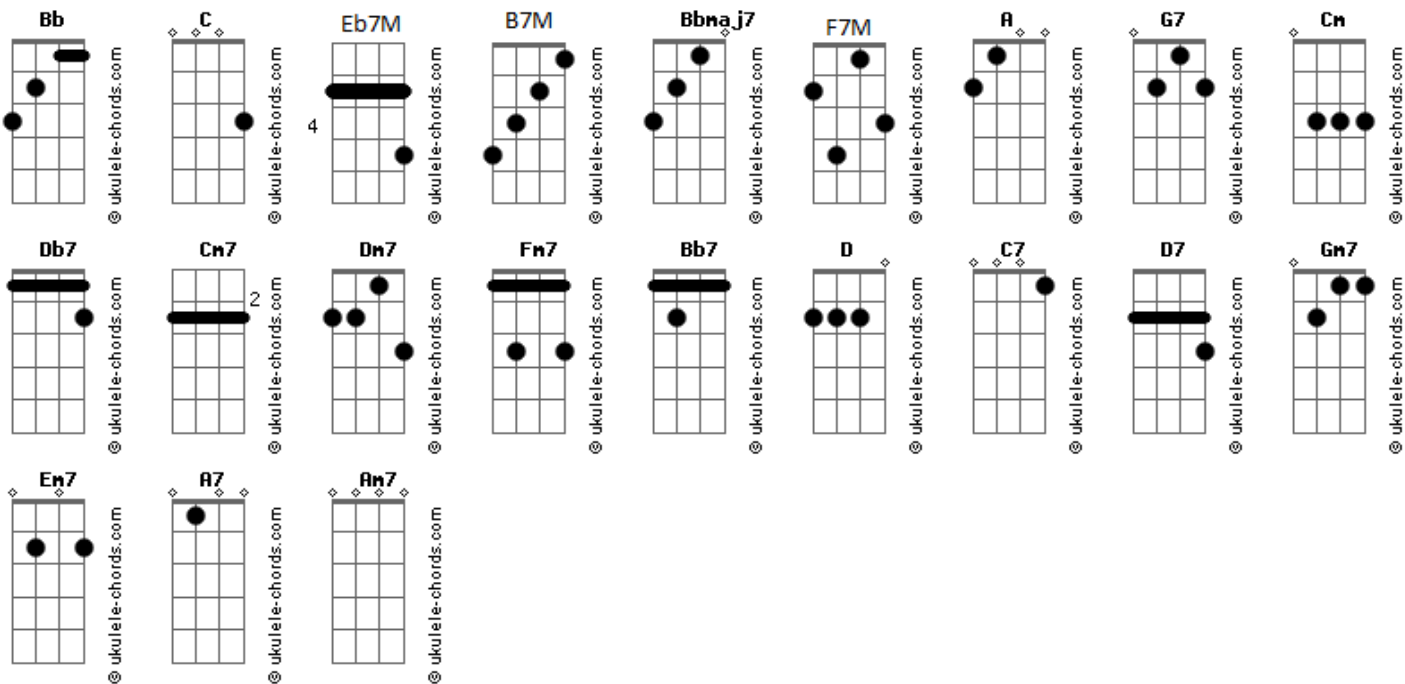 Bb C Eb7M B7M Bbmaj7 F7M A G7 Cm
4
© ukulele-chords.com © ukulele-chords.com © ukulele-chords.com © ukulele-chords.com © ukulele-chords.com © ukulele-chords.com © ukulele-chords.com © ukulele-chords.com © ukulele-chords.com
Db7 Cm7 Dm7 Fm7 Bb7 D C7 D7 Gm7
2
© ukulele-chords.com © ukulele-chords.com © ukulele-chords.com © ukulele-chords.com © ukulele-chords.com © ukulele-chords.com © ukulele-chords.com © ukulele-chords.com © ukulele-chords.com
Em7 A7 Am7
© ukulele-chords.com © ukulele-chords.com © ukulele-chords.com